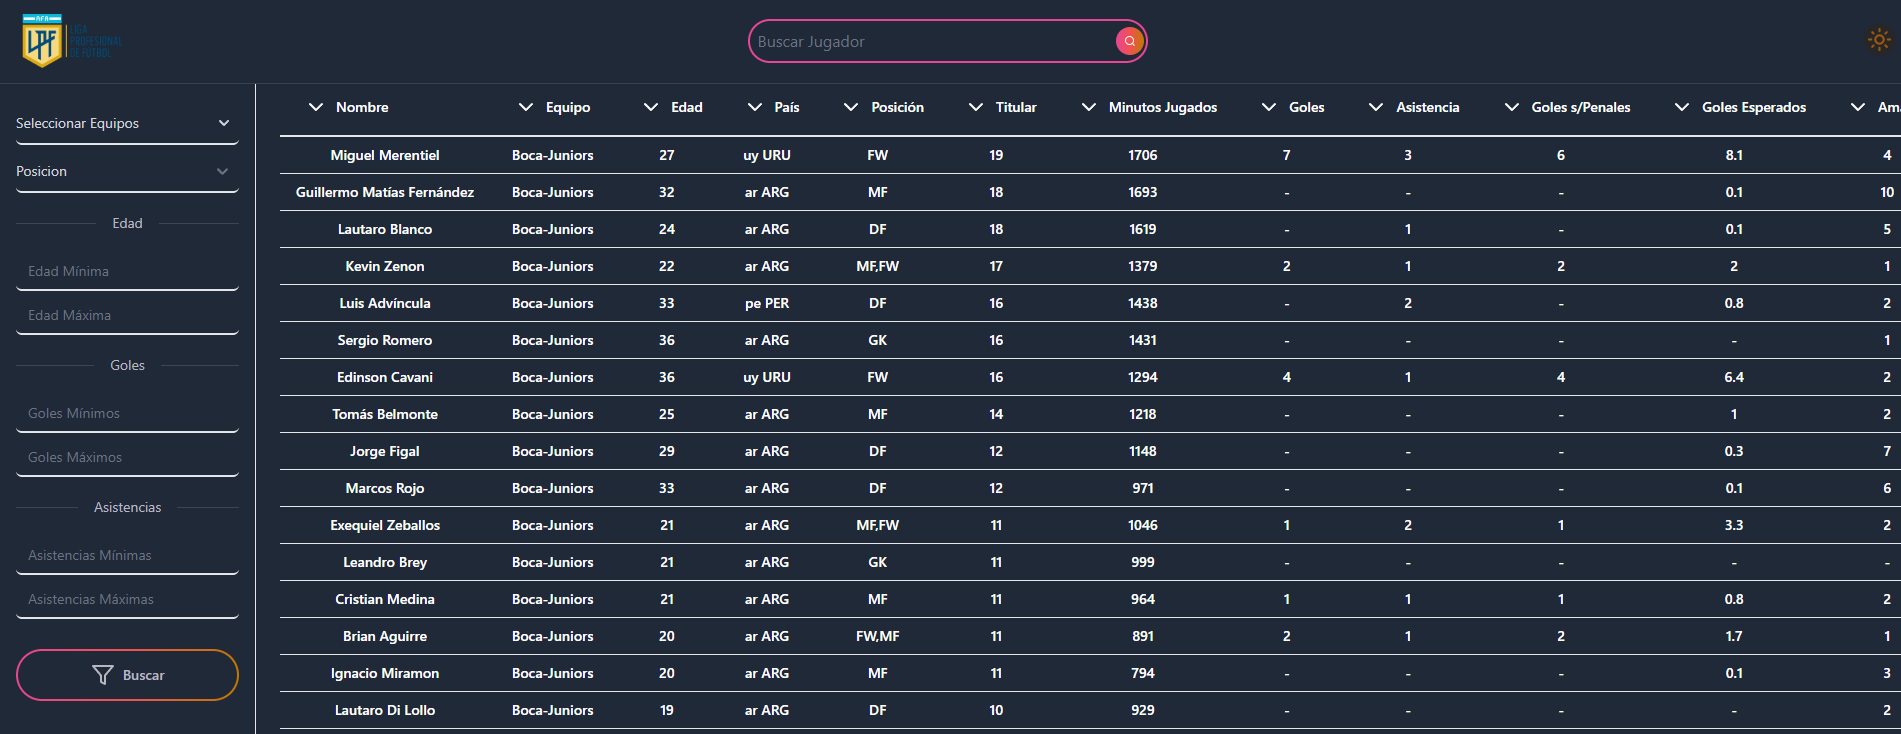 AFA
LPF
LIGA
PROFESIONAL
DE FÚTBOL
Buscar Jugador
Seleccionar Equipos
Posicion
Edad
Edad Mínima
Edad Máxima
Goles
Goles Mínimos
Goles Máximos
Asistencias
Asistencias Mínimas
Asistencias Máximas
Buscar
Nombre Equipo Edad País Posición Titular Minutos Jugados Goles Asistencia Goles s/Penales Goles Esperados Ama
Miguel Merentiel Boca-Juniors 27 uy URU FW 19 1706 7 3 6 8.1 4
Guillermo Matías Fernández Boca-Juniors 32 ar ARG MF 18 1693 - - - 0.1 10
Lautaro Blanco Boca-Juniors 24 ar ARG DF 18 1619 - 1 - 0.1 5
Kevin Zenon Boca-Juniors 22 ar ARG MF,FW 17 1379 2 1 2 2 1
Luis Advíncula Boca-Juniors 33 pe PER DF 16 1438 - 2 - 0.8 2
Sergio Romero Boca-Juniors 36 ar ARG GK 16 1431 - - - - 1
Edinson Cavani Boca-Juniors 36 uy URU FW 16 1294 4 1 4 6.4 2
Tomás Belmonte Boca-Juniors 25 ar ARG MF 14 1218 - - - 1 2
Jorge Figal Boca-Juniors 29 ar ARG DF 12 1148 - - - 0.3 7
Marcos Rojo Boca-Juniors 33 ar ARG DF 12 971 - - - 0.1 6
Exequiel Zeballos Boca-Juniors 21 ar ARG MF,FW 11 1046 1 2 1 3.3 2
Leandro Brey Boca-Juniors 21 ar ARG GK 11 999 - - - - -
Cristian Medina Boca-Juniors 21 ar ARG MF 11 964 1 1 1 0.8 2
Brian Aguirre Boca-Juniors 20 ar ARG FW,MF 11 891 2 1 2 1.7 1
Ignacio Miramon Boca-Juniors 20 ar ARG MF 11 794 - - - 0.1 3
Lautaro Di Lollo Boca-Juniors 19 ar ARG DF 10 929 - - - - 2